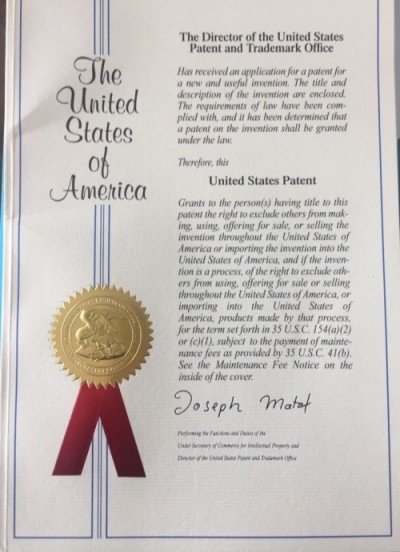 The
United
States
of
America
The Director of the United States
Patent and Trademark Office
Has received an application for a patent for
a new and useful invention. The title and
description of the invention are enclosed.
The requirements of law have been com-
plied with, and it has been determined that
a patent on the invention shall be granted
under the law.
Therefore, this
United States Patent
Grants to the person(s) having title to this
patent the right to exclude others from mak-
ing, using, offering for sale, or selling the
invention throughout the United States of
America or importing the invention into the
United States of America, and if the inven-
tion is a process, of the right to exclude oth-
ers from using, offering for sale or selling
throughout the United States of America, or
importing into the United States of
America, products made by that process,
for the term set forth in 35 U.S.C. 154(a)(2)
or (c)(1), subject to the payment of mainte-
nance fees as provided by 35 U.S.C. 41(b).
See the Maintenance Fee Notice on the
inside of the cover.
Joseph Matal
Performing the Functions and Duties of the
Under Secretary of Commerce for Intellectual Property and
Director of the United States Patent and Trademark Office